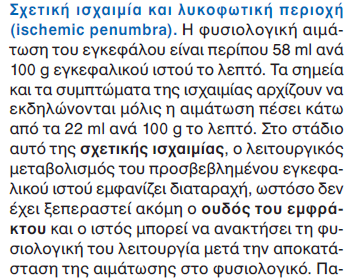 Σχετική ισχαιμία και λυκοφωτική περιοχή
(ischemic penumbra). Η φυσιολογική αιμά-
τωση του εγκεφάλου είναι περίπου 58 ml ανά
100 g εγκεφαλικού ιστού το λεπτό. Τα σημεία
και τα συμπτώματα της ισχαιμίας αρχίζουν να
εκδηλώνονται μόλις η αιμάτωση πέσει κάτω
από τα 22 ml ανά 100 g το λεπτό. Στο στάδιο
αυτό της σχετικής ισχαιμίας, ο λειτουργικός
μεταβολισμός του προσβεβλημένου εγκεφα-
λικού ιστού εμφανίζει διαταραχή, ωστόσο δεν
έχει ξεπεραστεί ακόμη ο ουδός του εμφρά-
κτου και ο ιστός μπορεί να ανακτήσει τη φυ-
σιολογική του λειτουργία μετά την αποκατά-
σταση της αιμάτωσης στο φυσιολογικό. Πα-